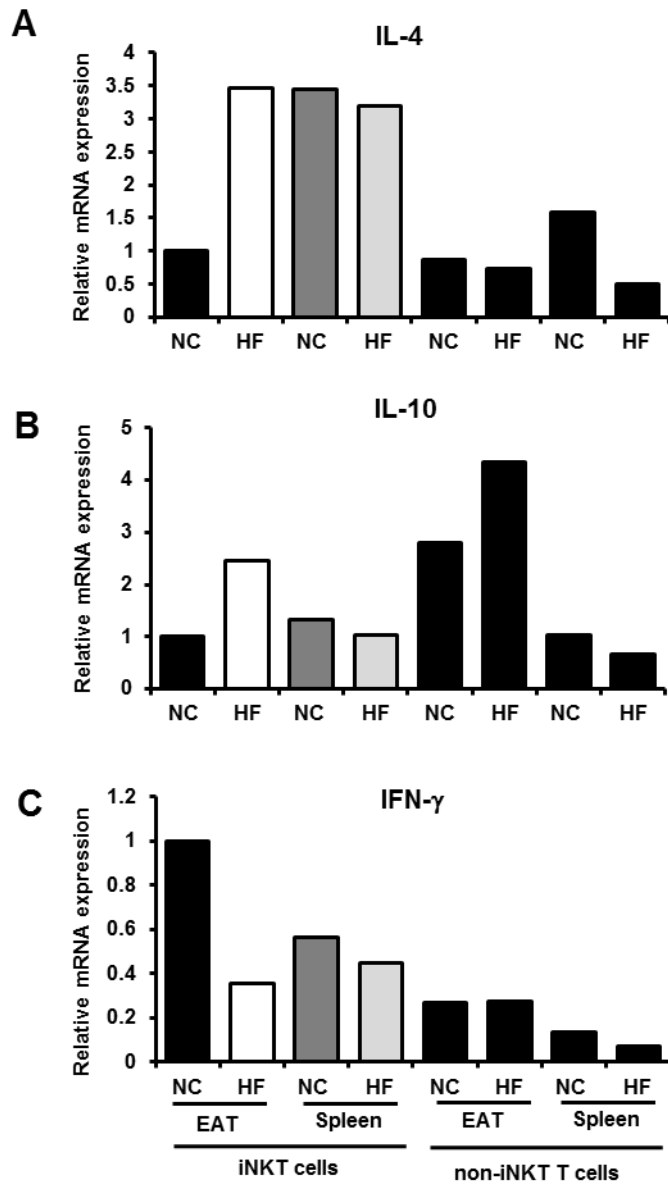 A
IL-4
Relative mRNA expression
4
3.5
3
2.5
2
1.5
1
0.5
0
NC HF NC HF NC HF NC HF
B
IL-10
Relative mRNA expression
5
4
3
2
1
0
NC HF NC HF NC HF NC HF
C
IFN-γ
Relative mRNA expression
1.2
1
0.8
0.6
0.4
0.2
0
NC HF NC HF NC HF NC HF
EAT Spleen EAT Spleen
iNKT cells non-iNKT T cells